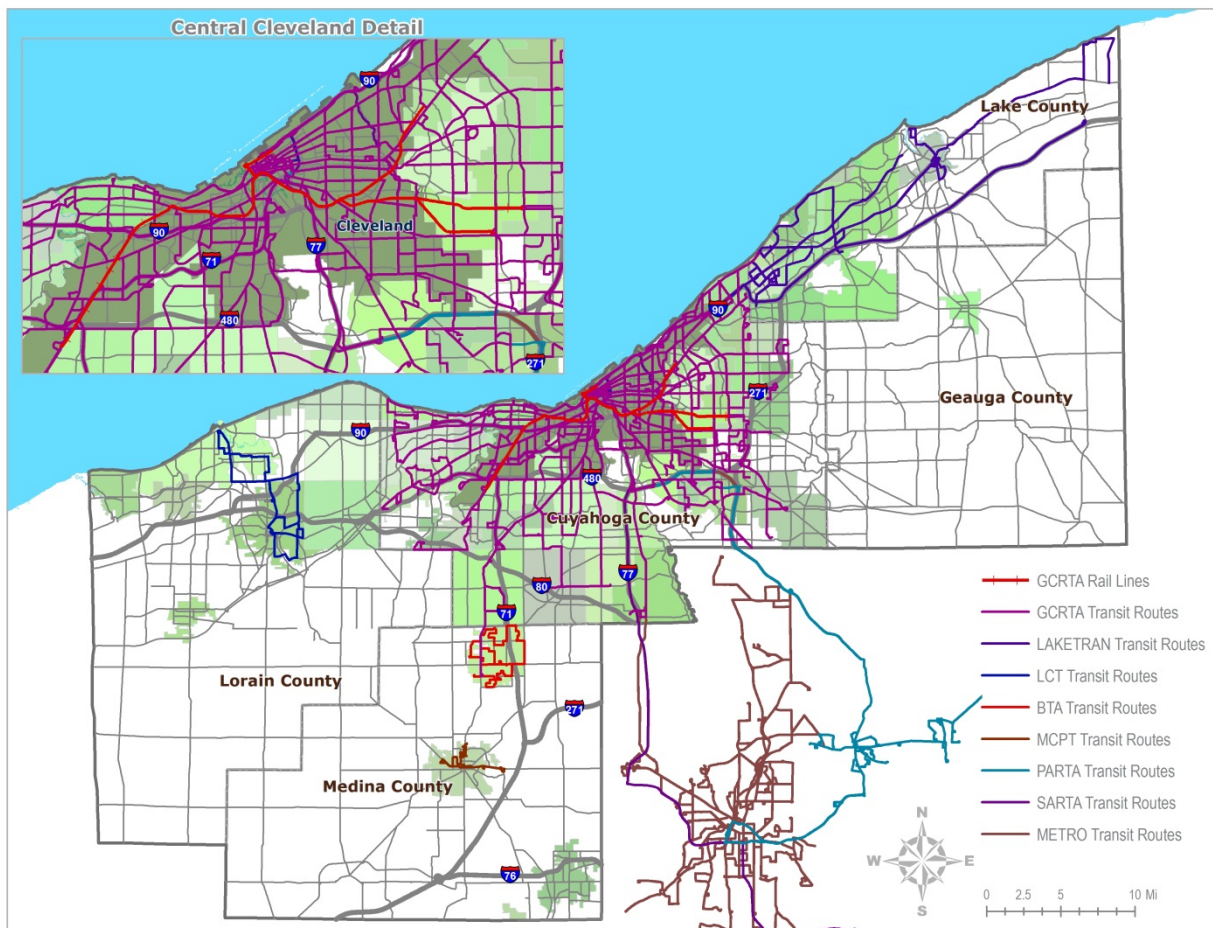 Central Cleveland Detail
90
Cleveland
90
77
71
480
271
Lake County
90
271
Geauga County
90
480
Cuyahoga County
77
80
71
Lorain County
271
Medina County
76
GCRTA Rail Lines
GCRTA Transit Routes
LAKETRAN Transit Routes
LCT Transit Routes
BTA Transit Routes
MCPT Transit Routes
PARTA Transit Routes
SARTA Transit Routes
METRO Transit Routes
N
W E
S
0 2.5 5 10 Mi